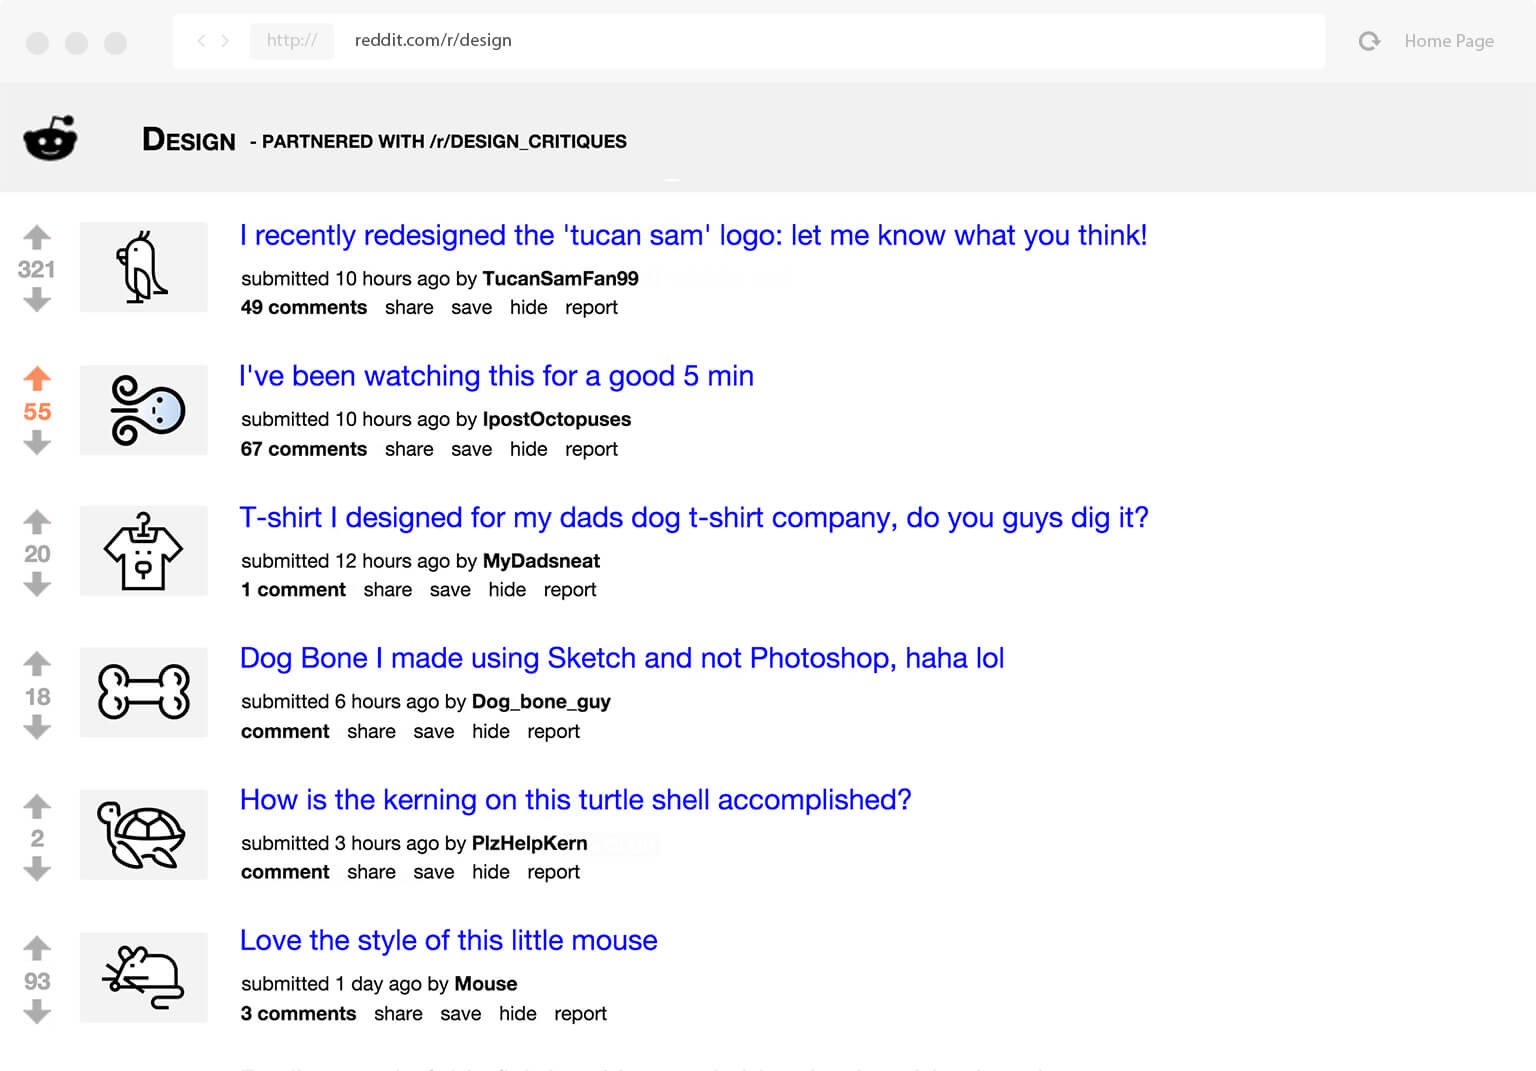 http://
reddit.com/r/design
Home Page
DESIGN - PARTNERED WITH /r/DESIGN_CRITIQUES
321
I recently redesigned the 'tucan sam' logo: let me know what you think!
submitted 10 hours ago by TucanSamFan99
49 comments share save hide report
55
I've been watching this for a good 5 min
submitted 10 hours ago by IpostOctopuses
67 comments share save hide report
20
T-shirt I designed for my dads dog t-shirt company, do you guys dig it?
submitted 12 hours ago by MyDadsneat
1 comment share save hide report
18
Dog Bone I made using Sketch and not Photoshop, haha lol
submitted 6 hours ago by Dog_bone_guy
comment share save hide report
2
How is the kerning on this turtle shell accomplished?
submitted 3 hours ago by PlzHelpKern
comment share save hide report
93
Love the style of this little mouse
submitted 1 day ago by Mouse
3 comments share save hide report